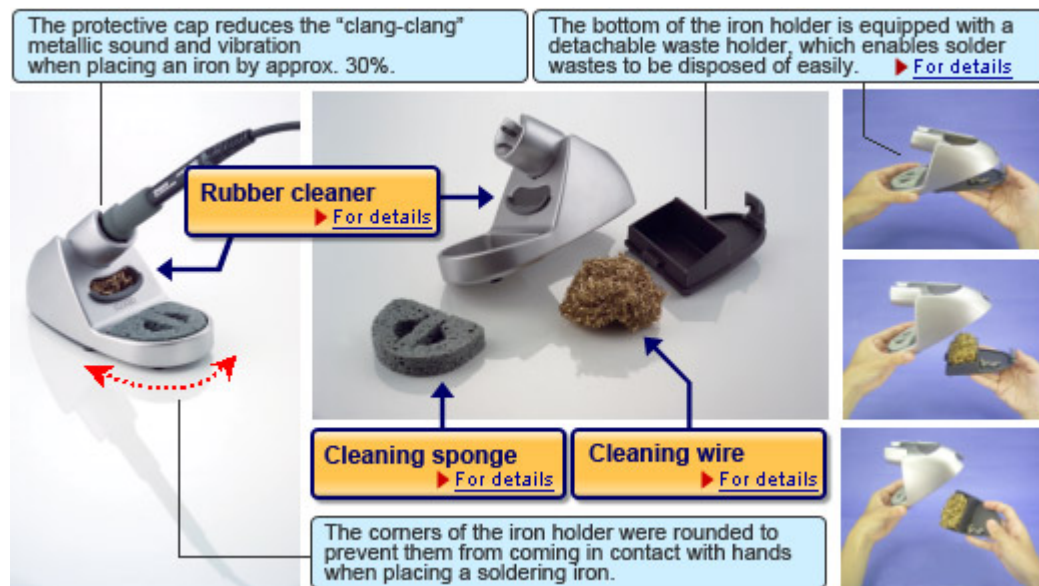 The protective cap reduces the “clang-clang”
metallic sound and vibration
when placing an iron by approx. 30%.
The bottom of the iron holder is equipped with a
detachable waste holder, which enables solder
wastes to be disposed of easily. For details
Rubber cleaner
For details
Cleaning sponge
For details
Cleaning wire
For details
The corners of the iron holder were rounded to
prevent them from coming in contact with hands
when placing a soldering iron.